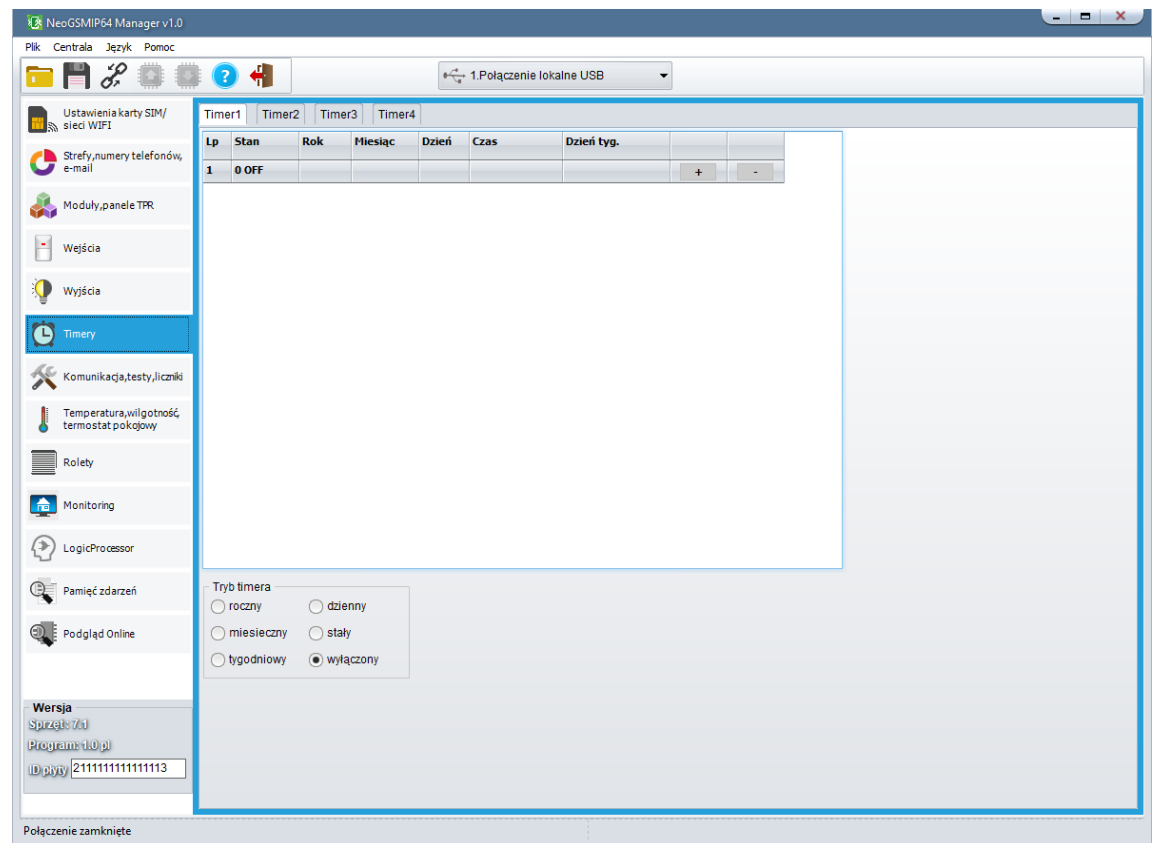 NeoGSMIP64 Manager v1.0
Plik Centrala Język Pomoc
1.Połączenie lokalne USB
Ustawienia karty SIM/
sieci WIFI
Strefy,numery telefonów,
e-mail
Moduły,panele TPR
Wejścia
Wyjścia
Timery
Komunikacja,testy,liczniki
Temperatura,wilgotność,
termostat pokojowy
Rolety
Monitoring
LogicProcessor
Pamięć zdarzeń
Podgląd Online
Wersja
Sprzęt: 7.1
Program: 1.0 pl
ID płyty 2111111111111113
Timer1 Timer2 Timer3 Timer4
Lp Stan Rok Miesiąc Dzień Czas Dzień tyg.
1 0 OFF + -
Tryb timera
roczny dzienny
miesieczny stały
tygodniowy wyłączony
Połączenie zamknięte